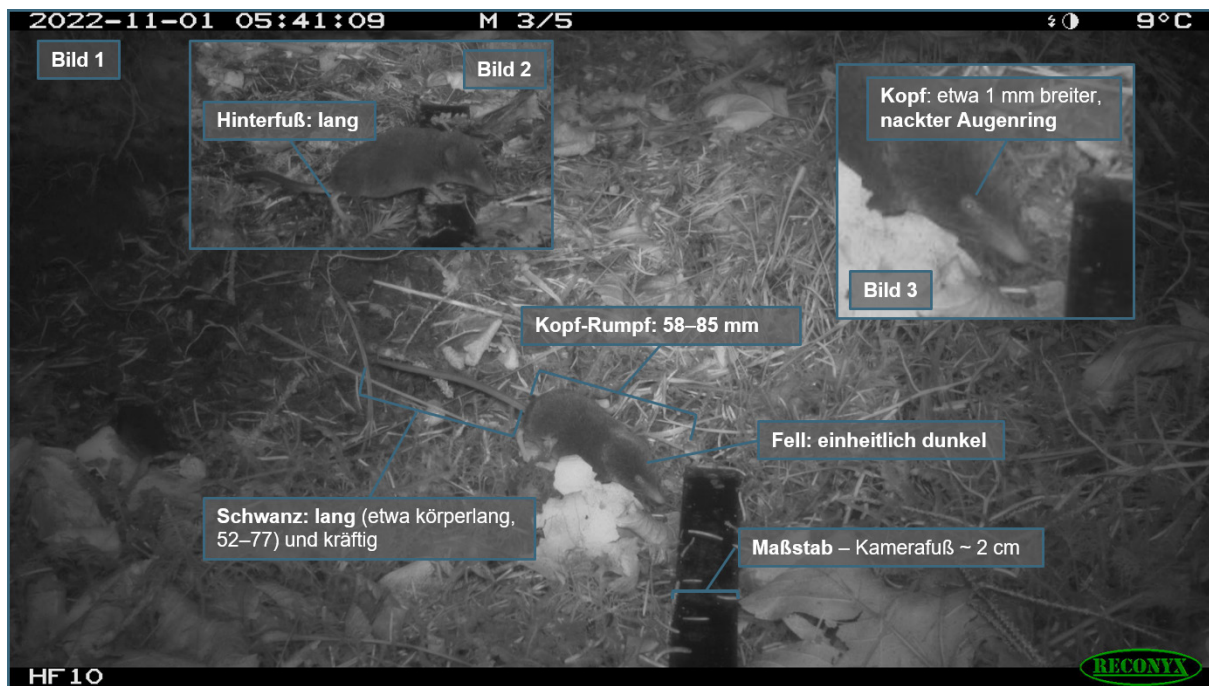 2022-11-01 05:41:09 M 3/5 9°C
Bild 1
Bild 2
Hinterfuß: lang
Kopf: etwa 1 mm breiter,
nackter Augenring
Bild 3
Kopf-Rumpf: 58–85 mm
Fell: einheitlich dunkel
Schwanz: lang (etwa körperlang,
52–77) und kräftig
Maßstab – Kamerafuß ~ 2 cm
HF10
RECONYX